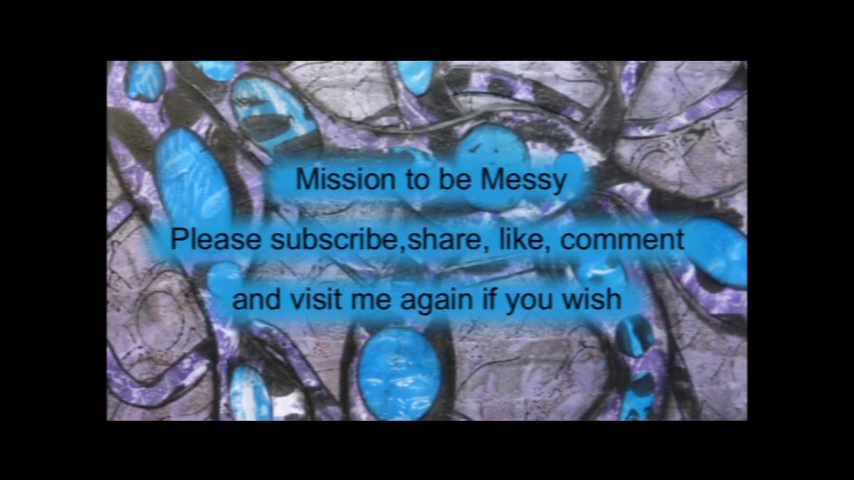 Mission to be Messy
Please subscribe,share, like, comment
and visit me again if you wish